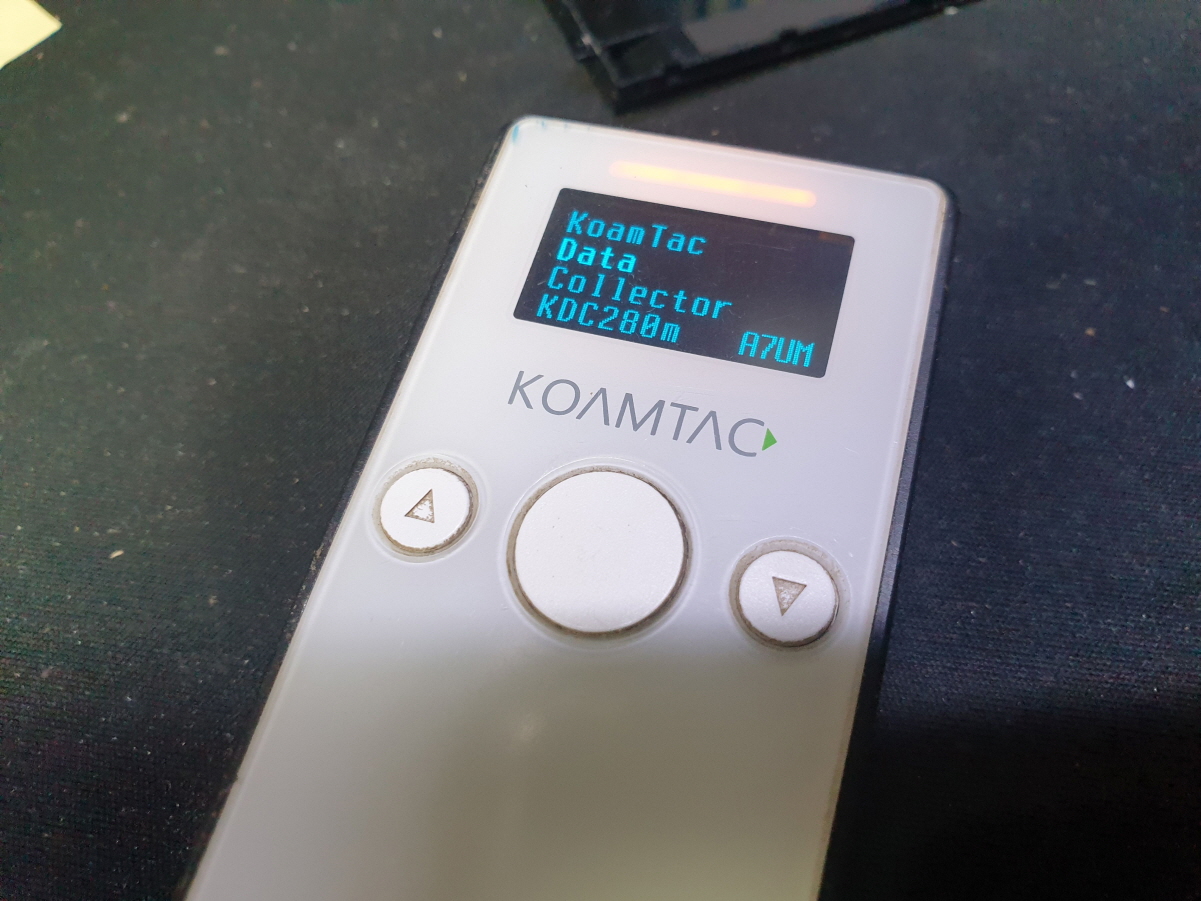 KoamTac
Data
Collector
KDC280m A7UM
KOAMTAC